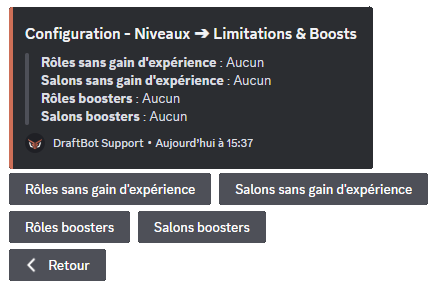 Configuration - Niveaux ➔ Limitations & Boosts
Rôles sans gain d'expérience : Aucun
Salons sans gain d'expérience : Aucun
Rôles boosters : Aucun
Salons boosters : Aucun
DraftBot Support • Aujourd'hui à 15:37
Rôles sans gain d'expérience
Salons sans gain d'expérience
Rôles boosters
Salons boosters
Retour